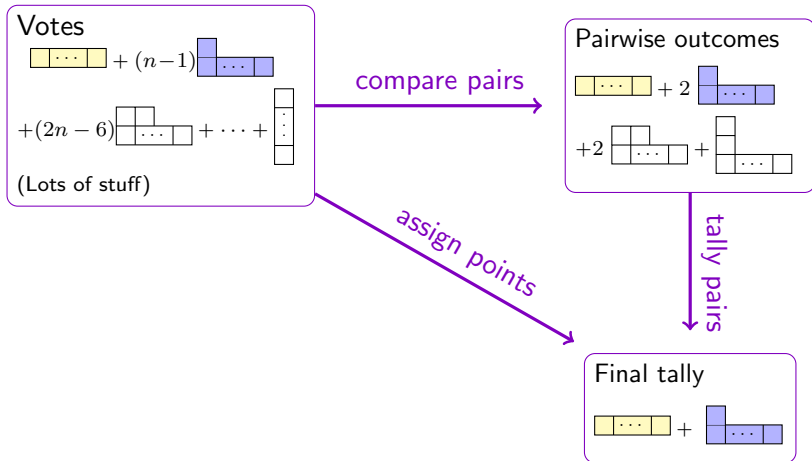 Votes
··· + (n−1) ···
+(2n − 6) ··· + ··· + ⋮
(Lots of stuff)
compare pairs
Pairwise outcomes
··· + 2 ···
+2 ··· + ···
assign points
tally pairs
Final tally
··· + ···